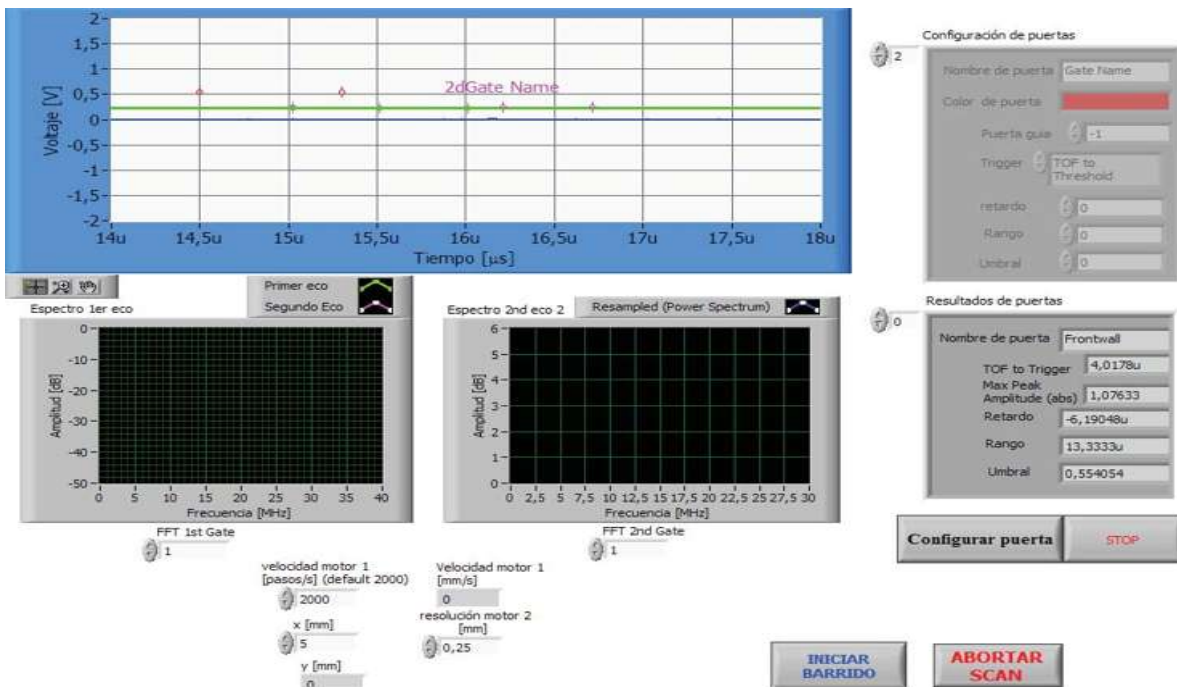 2
1,5
1
0,5
0
-0,5
-1
-1,5
-2
Voltaje [V]
2dGate Name
14u 14,5u 15u 15,5u 16u 16,5u 17u 17,5u 18u
Tiempo [µs]
Configuración de puertas
2
Nombre de puerta Gate Name
Color de puerta
Puerta guia -1
Trigger TOF to
Threshold
retardo 0
Rango 0
Umbral 0
Primer eco
Segundo Eco
Espectro 1er eco
0
-10
-20
-30
-40
-50
Amplitud [dB]
0 5 10 15 20 25 30 35 40
Frecuencia [MHz]
FFT 1st Gate
1
Espectro 2nd eco 2 Resampled (Power Spectrum)
6
5
4
3
2
1
0
Amplitud [dB]
0 2,5 5 7,5 10 12,5 15 17,5 20 22,5 25 27,5 30
Frecuencia [MHz]
FFT 2nd Gate
1
Resultados de puertas
0
Nombre de puerta Frontwall
TOF to Trigger 4,0178u
Max Peak
Amplitude (abs) 1,07633
Retardo -6,19048u
Rango 13,3333u
Umbral 0,554054
Configurar puerta STOP
velocidad motor 1
[pasos/s] (default 2000)
2000
x [mm]
5
y [mm]
0
Velocidad motor 1
[mm/s]
0
resolución motor 2
[mm]
0,25
INICIAR
BARRIDO
ABORTAR
SCAN